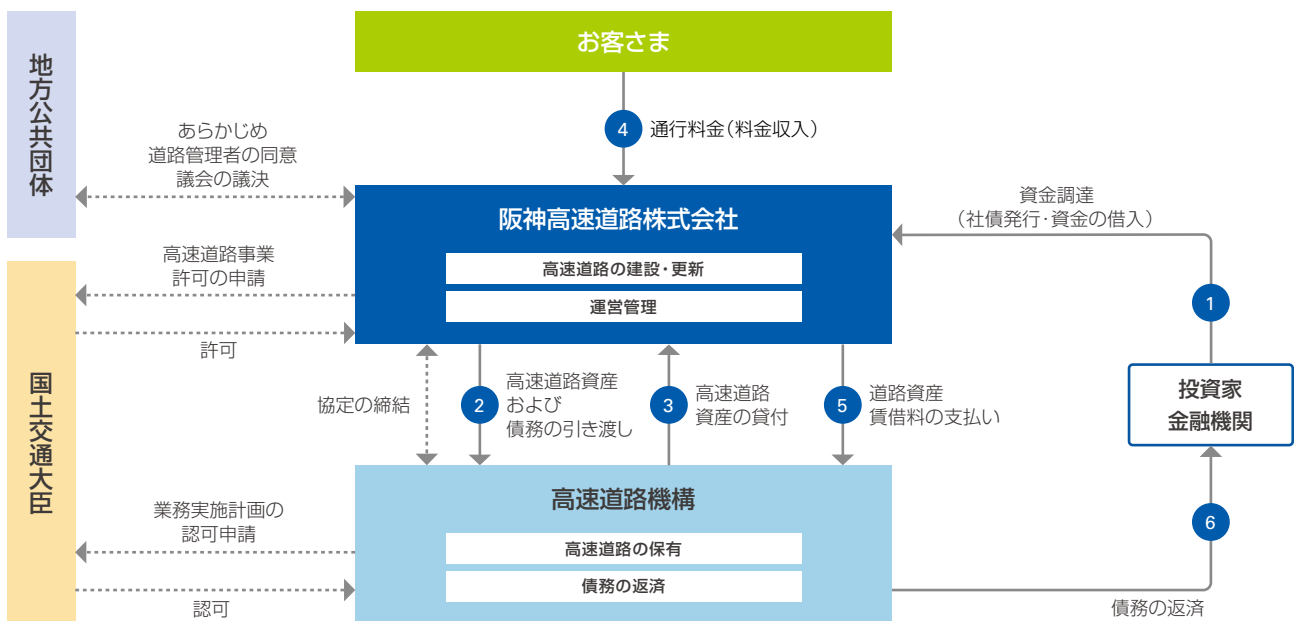 お客さま
地方公共団体
4
通行料金(料金収入)
あらかじめ
道路管理者の同意
議会の議決
阪神高速道路株式会社
高速道路の建設・更新
運営管理
資金調達
(社債発行・資金の借入)
1
国土交通大臣
高速道路事業
許可の申請
許可
協定の締結
2
高速道路資産
および
債務の引き渡し
3
高速道路
資産の貸付
5
道路資産
賃借料の支払い
投資家
金融機関
高速道路機構
高速道路の保有
債務の返済
業務実施計画の
認可申請
認可
6
債務の返済